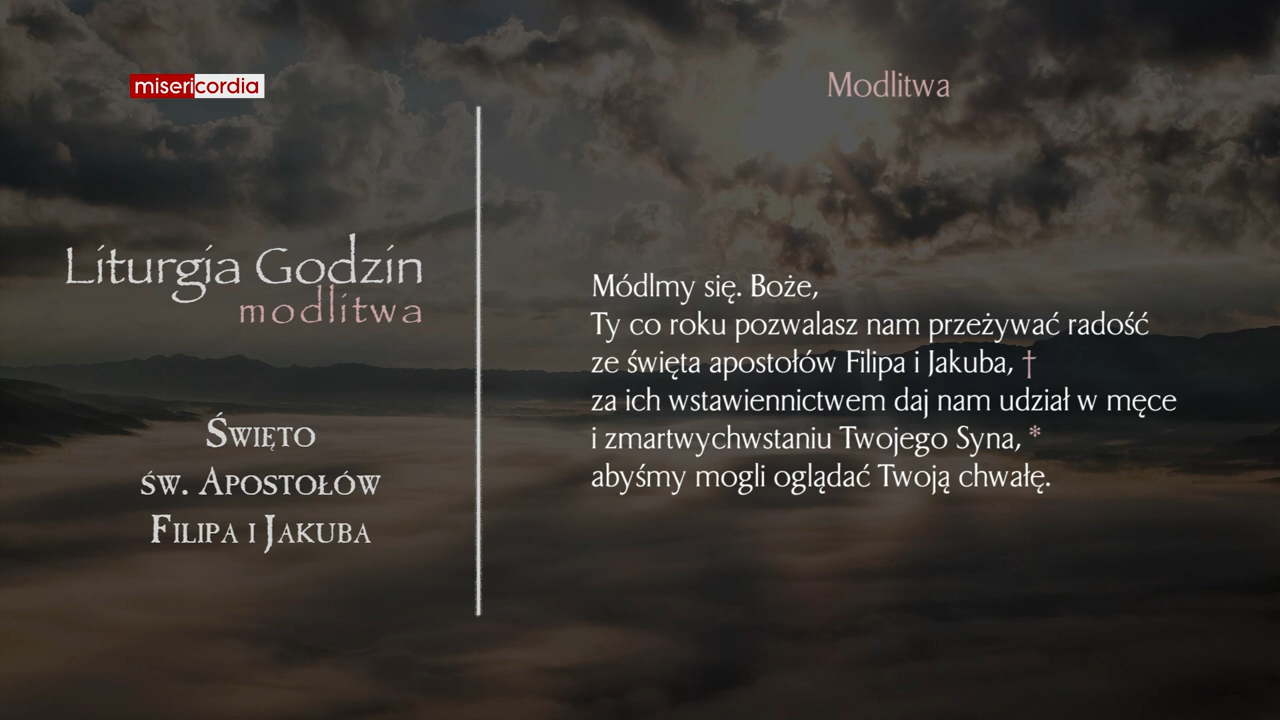 misericordia
Modlitwa
Liturgia Godzin
modlitwa
Święto
św. Apostołów
Filipa i Jakuba
Módlmy się. Boże,
Ty co roku pozwalasz nam przeżywać radość
ze święta apostołów Filipa i Jakuba, †
za ich wstawiennictwem daj nam udział w męce
i zmartwychwstaniu Twojego Syna, *
abyśmy mogli oglądać Twoją chwałę.